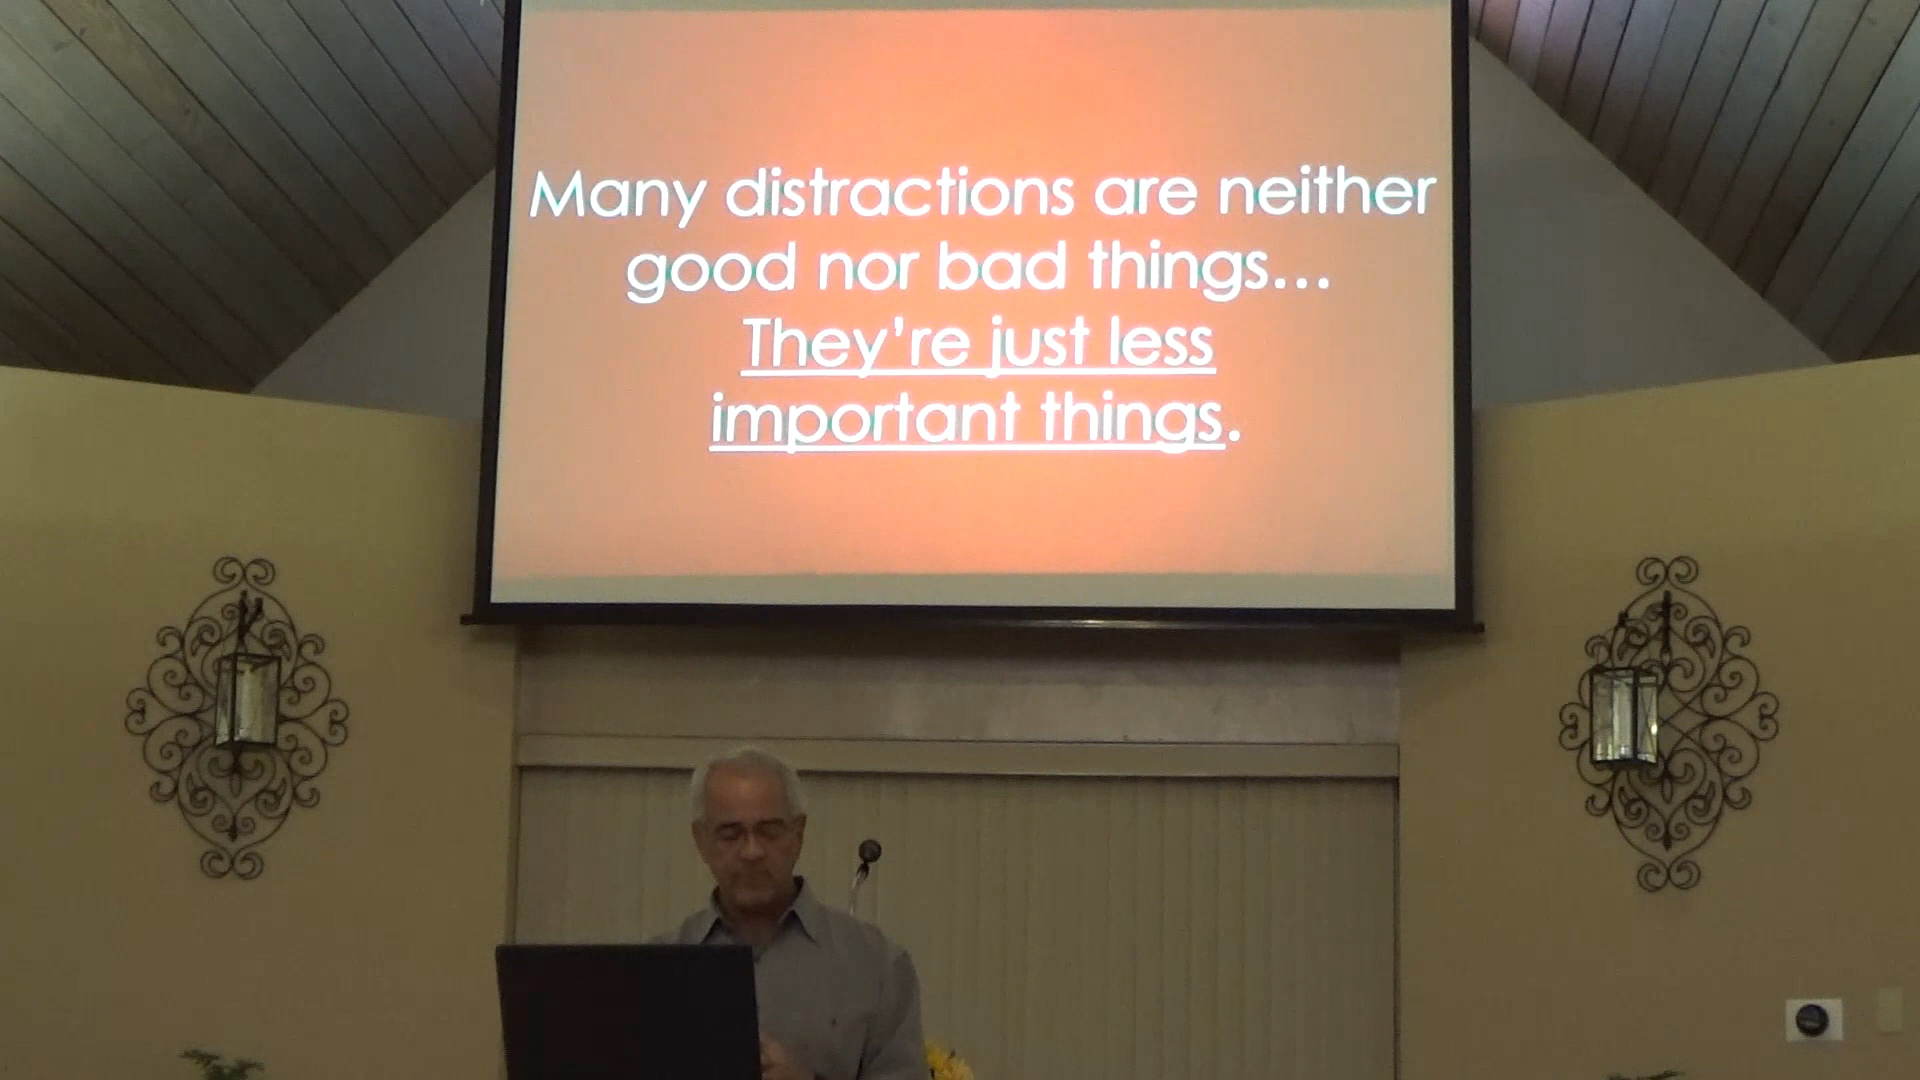 Many distractions are neither
good nor bad things...
They're just less
important things.